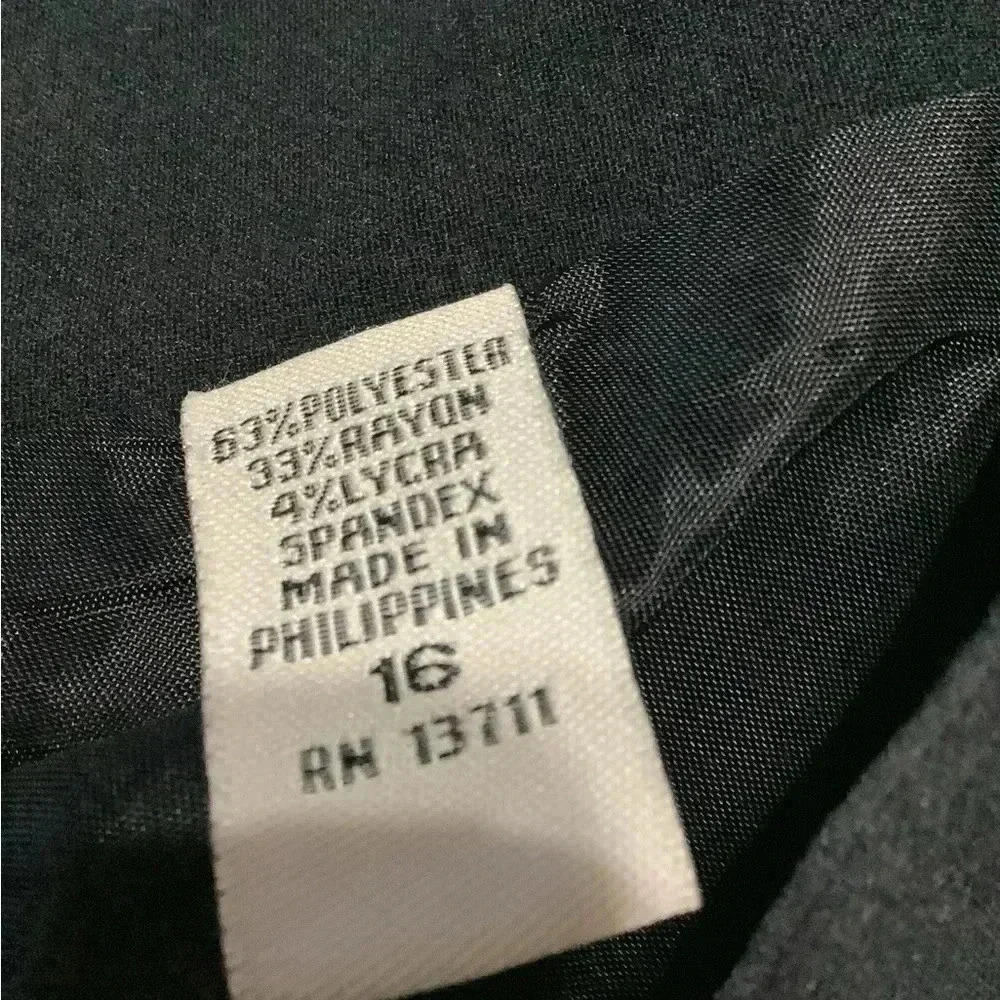 63%POLYESTER
33%RAYON
4%LYCRA
SPANDEX
MADE IN
PHILIPPINES
16
RN 13711